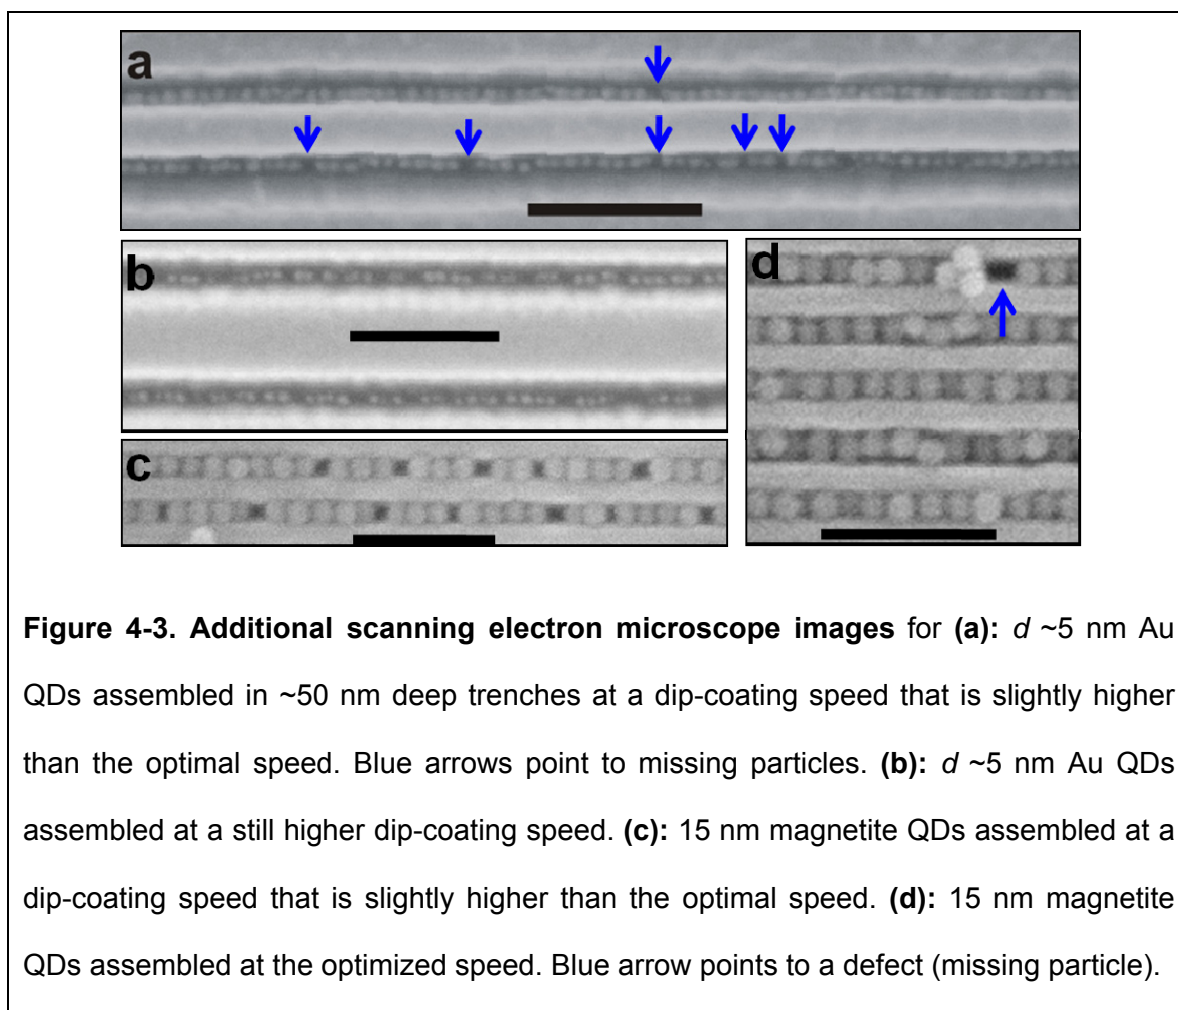 a
b
d
c
Figure 4-3. Additional scanning electron microscope images for (a): d ~5 nm Au
QDs assembled in ~50 nm deep trenches at a dip-coating speed that is slightly higher
than the optimal speed. Blue arrows point to missing particles. (b): d ~5 nm Au QDs
assembled at a still higher dip-coating speed. (c): 15 nm magnetite QDs assembled at a
dip-coating speed that is slightly higher than the optimal speed. (d): 15 nm magnetite
QDs assembled at the optimized speed. Blue arrow points to a defect (missing particle).